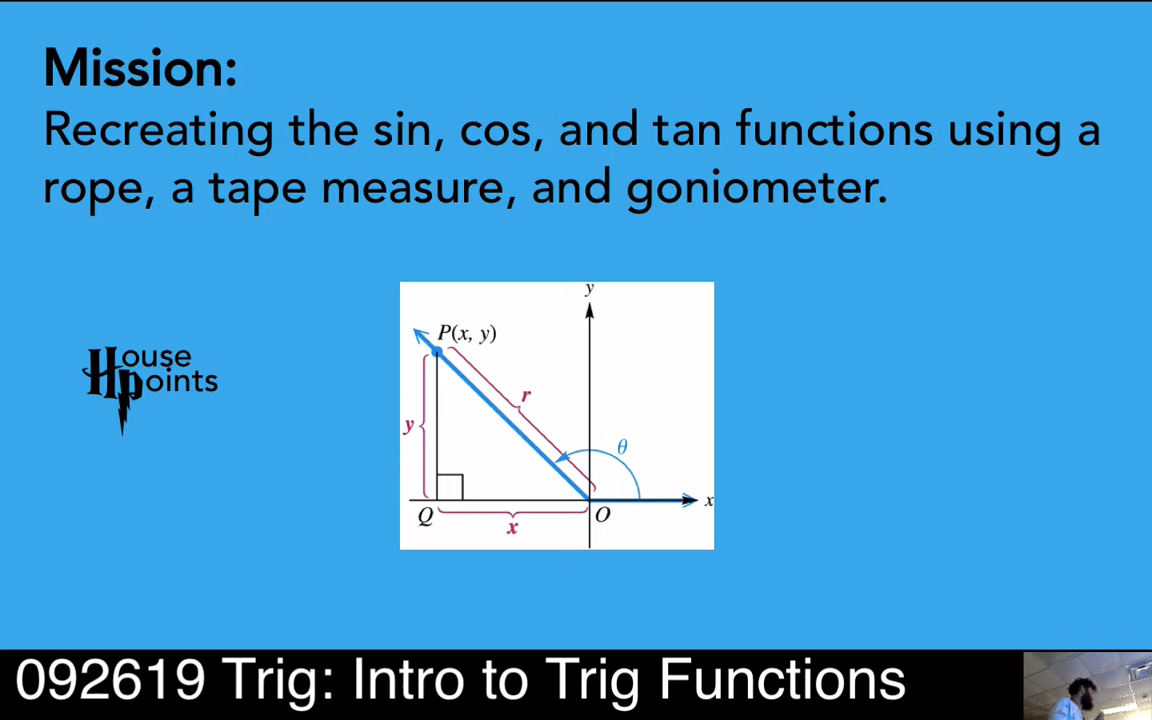 Mission:
Recreating the sin, cos, and tan functions using a
rope, a tape measure, and goniometer.
House
Points
y
P(x, y)
r
y
θ
x
Q
O
x
092619 Trig: Intro to Trig Functions